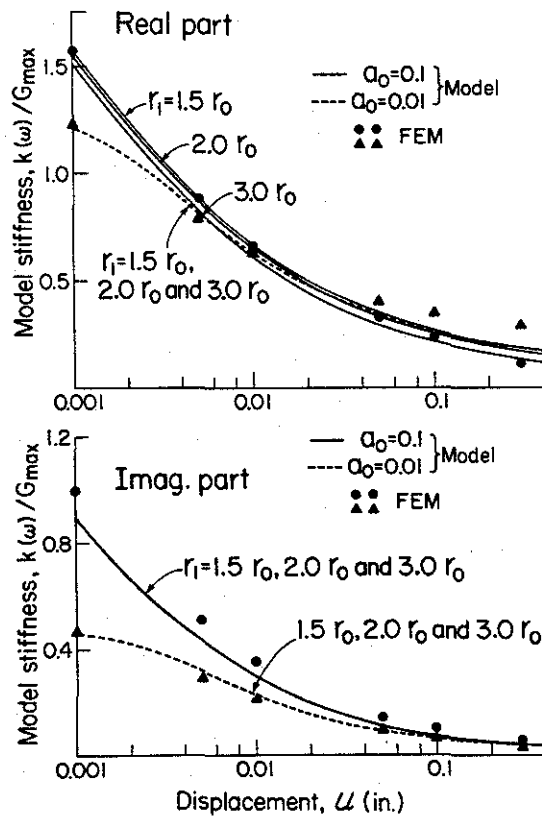 Real part
a₀=0.1
a₀=0.01
} Model
FEM
Model stiffness, k(ω)/Gmax
1.5
1.0
0.5
r₁=1.5 r₀
2.0 r₀
3.0 r₀
r₁=1.5 r₀,
2.0 r₀ and 3.0 r₀
0.001
0.01
0.1
Imag. part
a₀=0.1
a₀=0.01
} Model
FEM
Model stiffness, k(ω)/Gmax
1.2
0.8
0.4
0
r₁=1.5 r₀, 2.0 r₀ and 3.0 r₀
1.5 r₀, 2.0 r₀ and 3.0 r₀
0.001
0.01
0.1
Displacement, u (in.)